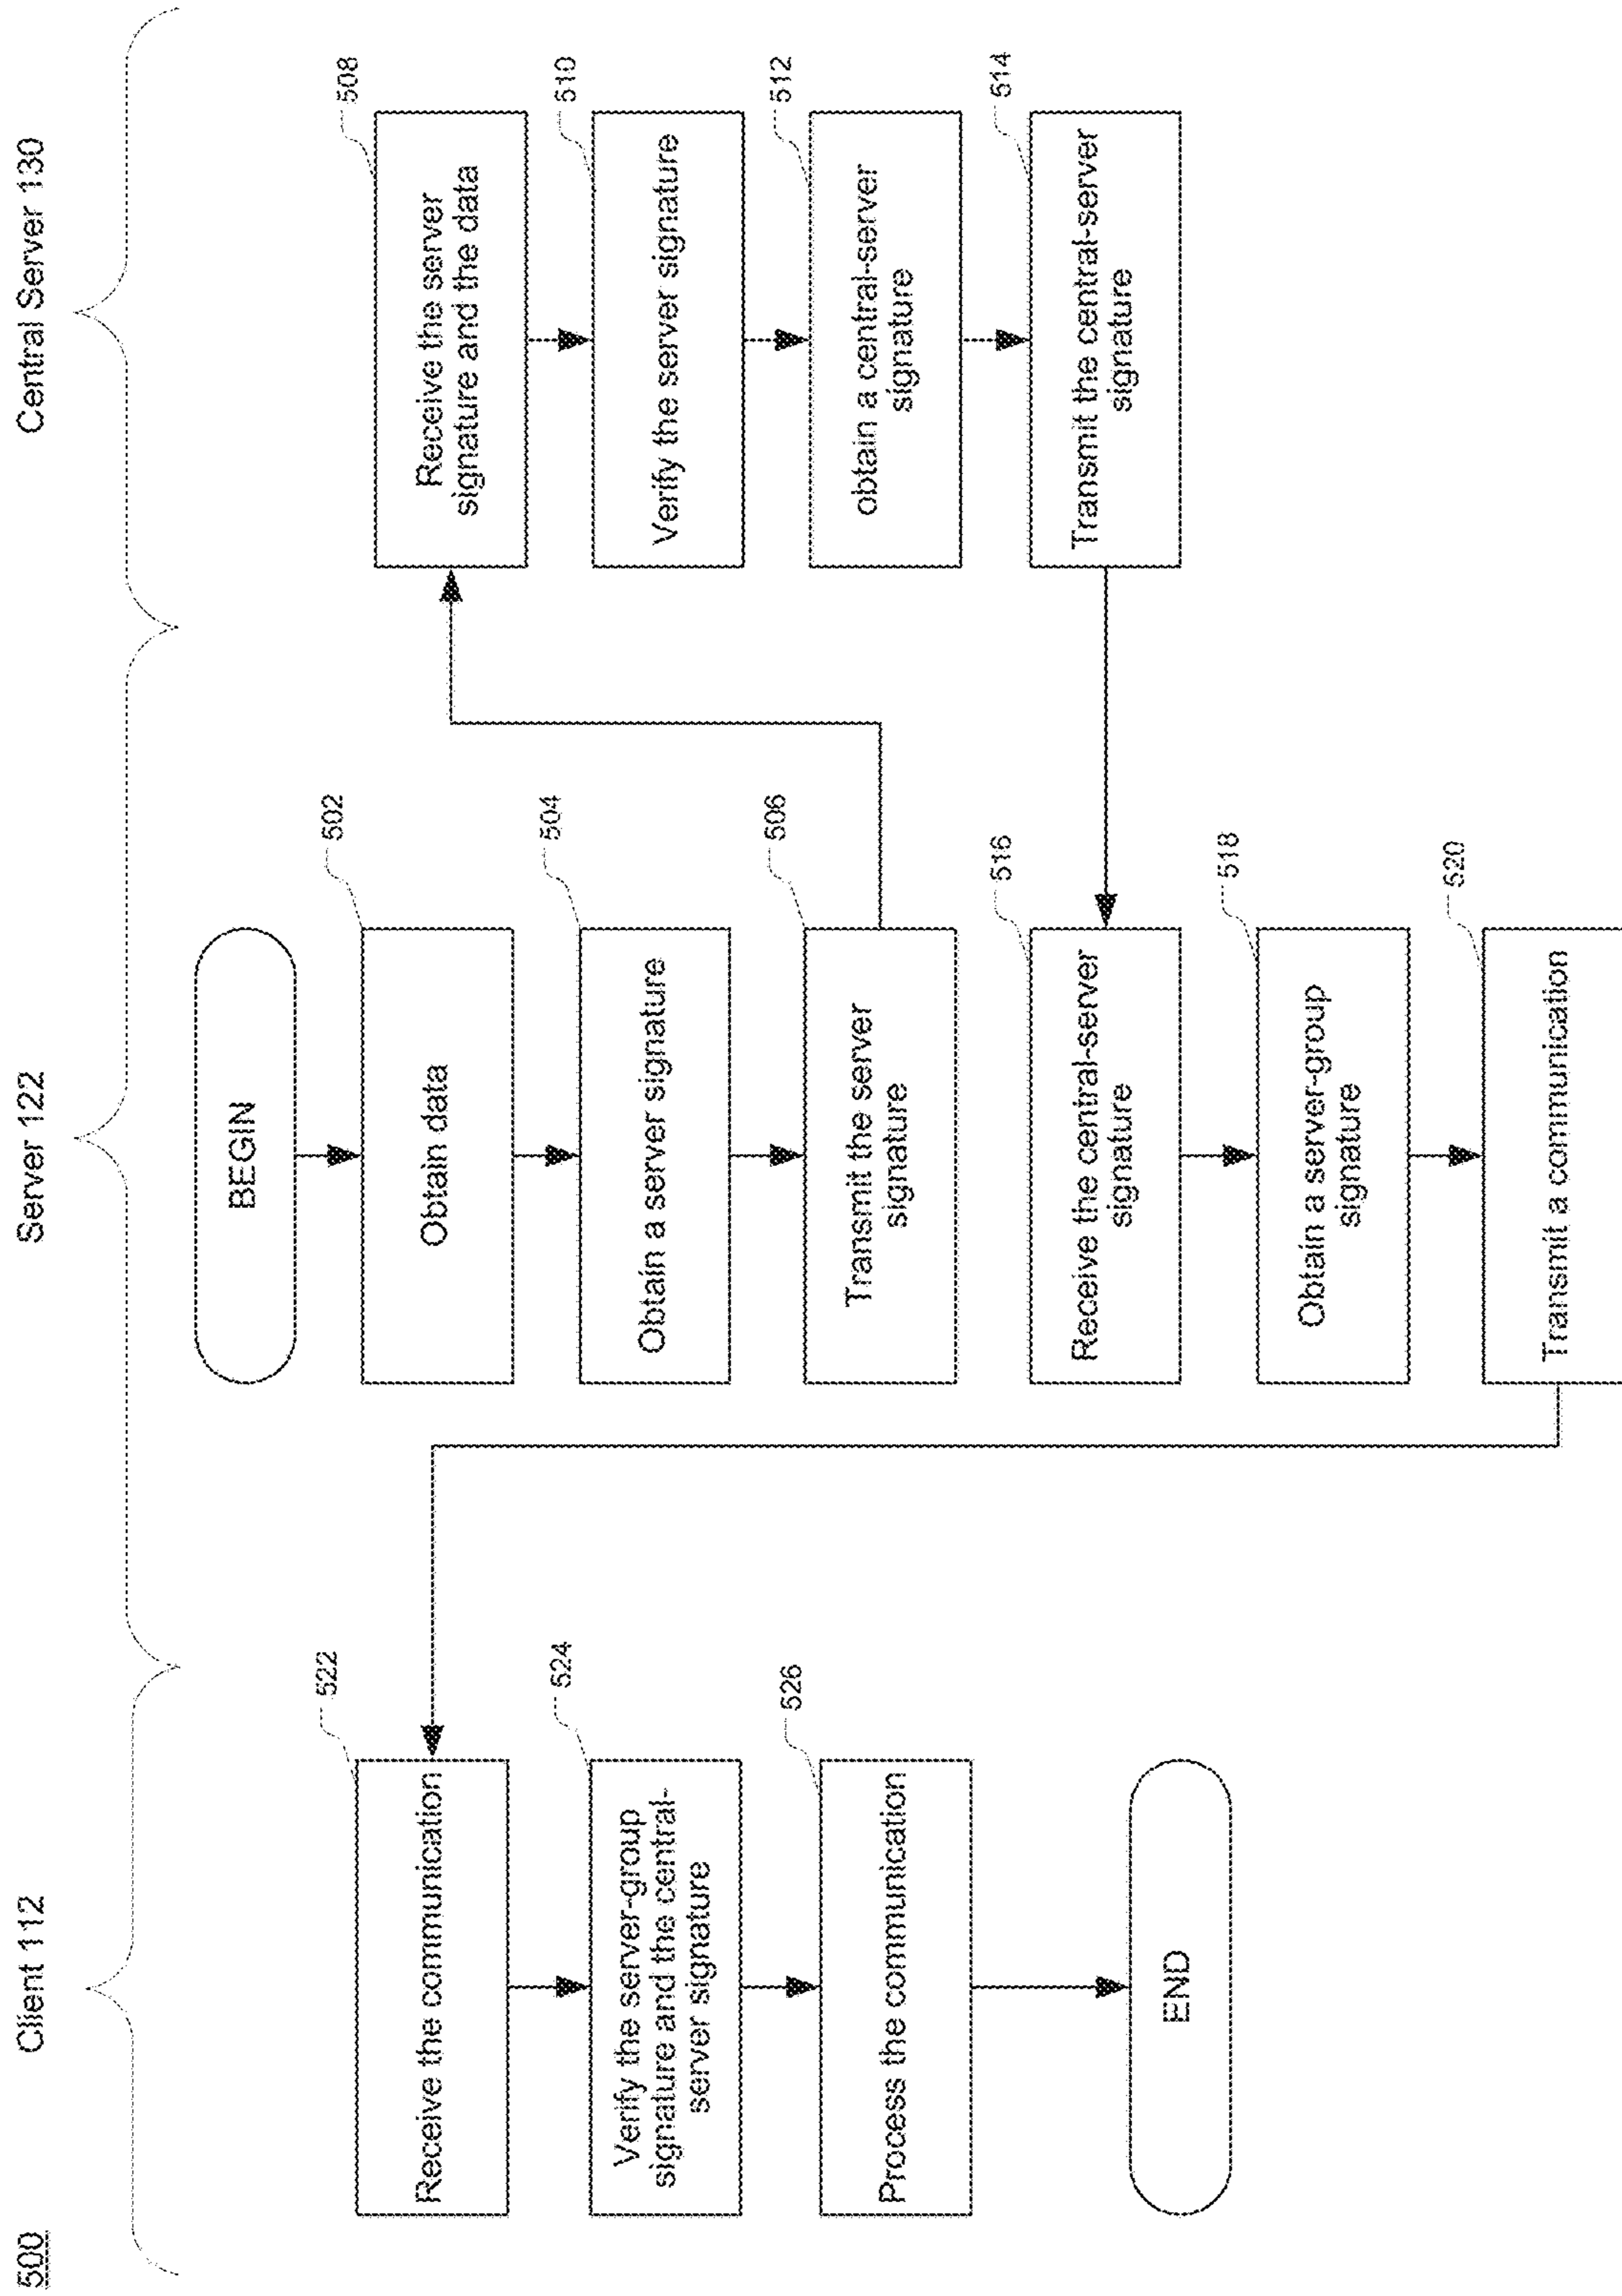 500
Client 112
Server 122
Central Server 130
522
Receive the communication
524
Verify the server-group
signature and the central-
server signature
526
Process the communication
END
BEGIN
502
Obtain data
504
Obtain a server signature
506
Transmit the server
signature
516
Receive the central-server
signature
518
Obtain a server-group
signature
520
Transmit a communication
508
Receive the server
signature and the data
510
Verify the server signature
512
obtain a central-server
signature
514
Transmit the central-server
signature